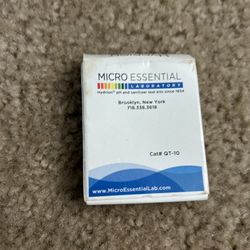 MICRO ESSENTIAL
LABORATORY
Hydrion® pH and sanitizer test kits since 1934
Brooklyn, New York
718.338.3618
Cat# QT-10
www.MicroEssentialLab.com